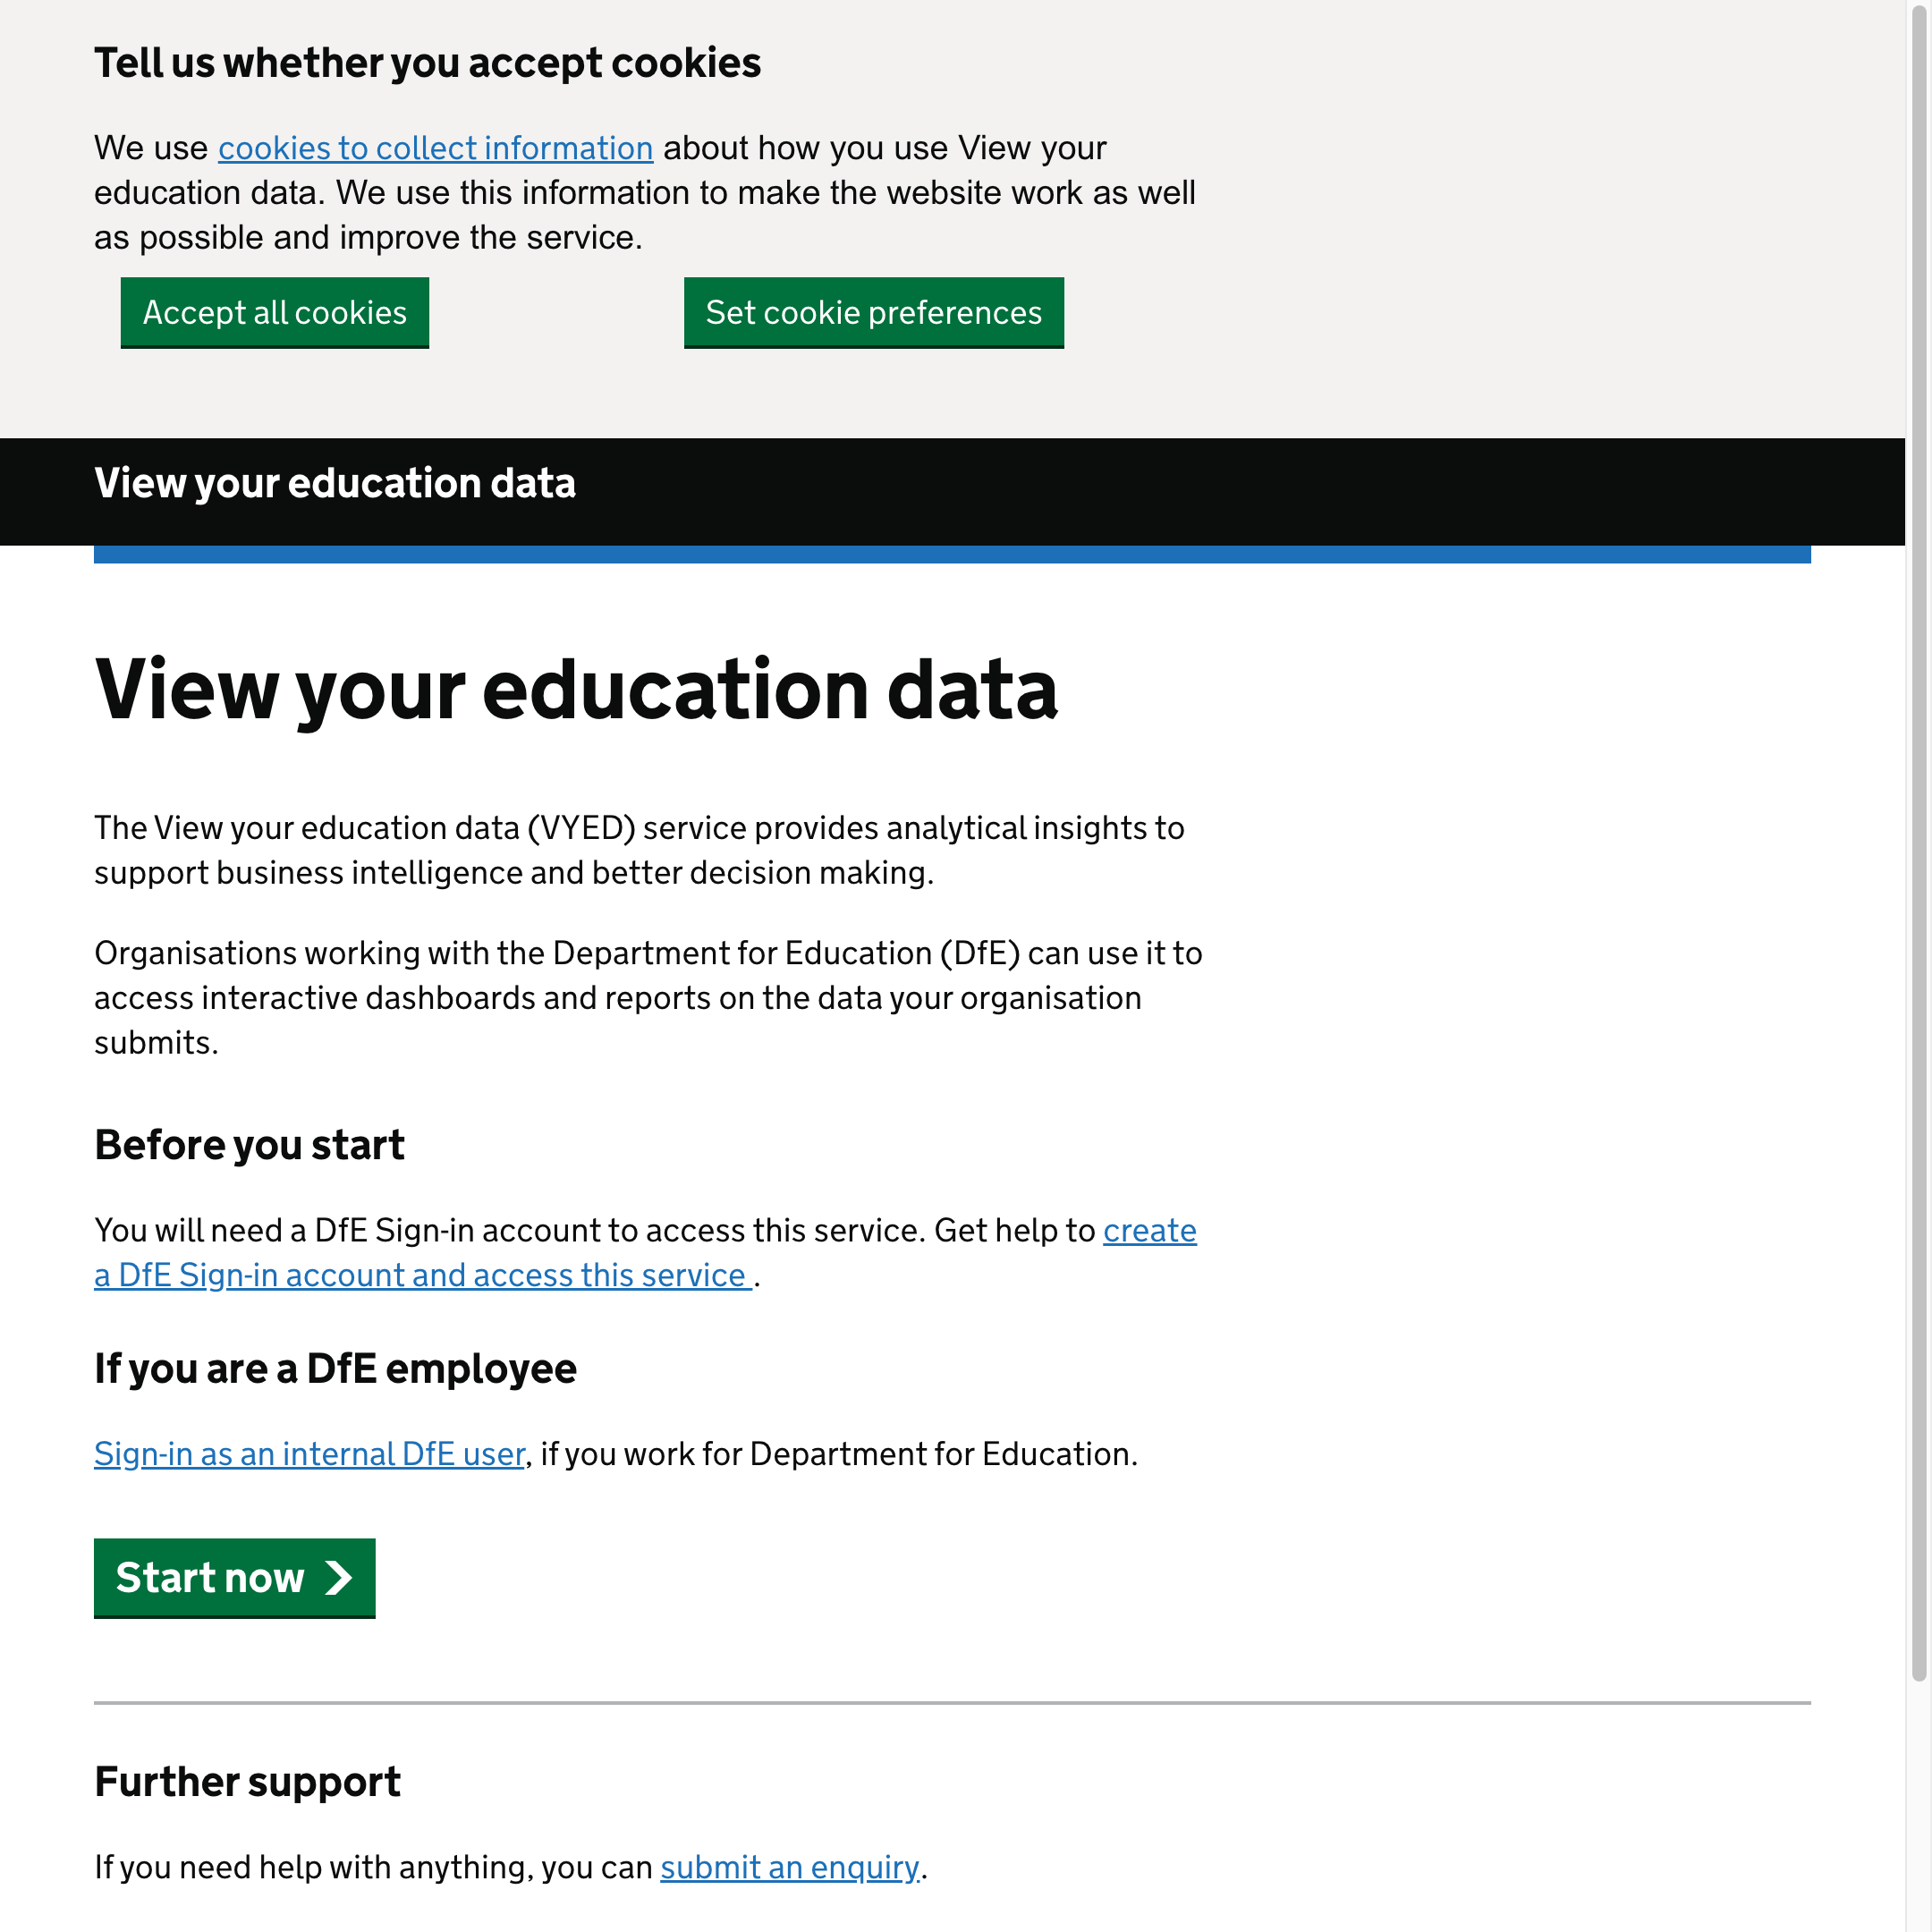 Tell us whether you accept cookies
We use cookies to collect information about how you use View your
education data. We use this information to make the website work as well
as possible and improve the service.
Accept all cookies
Set cookie preferences
View your education data
View your education data
The View your education data (VYED) service provides analytical insights to
support business intelligence and better decision making.
Organisations working with the Department for Education (DfE) can use it to
access interactive dashboards and reports on the data your organisation
submits.
Before you start
You will need a DfE Sign-in account to access this service. Get help to create
a DfE Sign-in account and access this service .
If you are a DfE employee
Sign-in as an internal DfE user, if you work for Department for Education.
Start now
Further support
If you need help with anything, you can submit an enquiry.